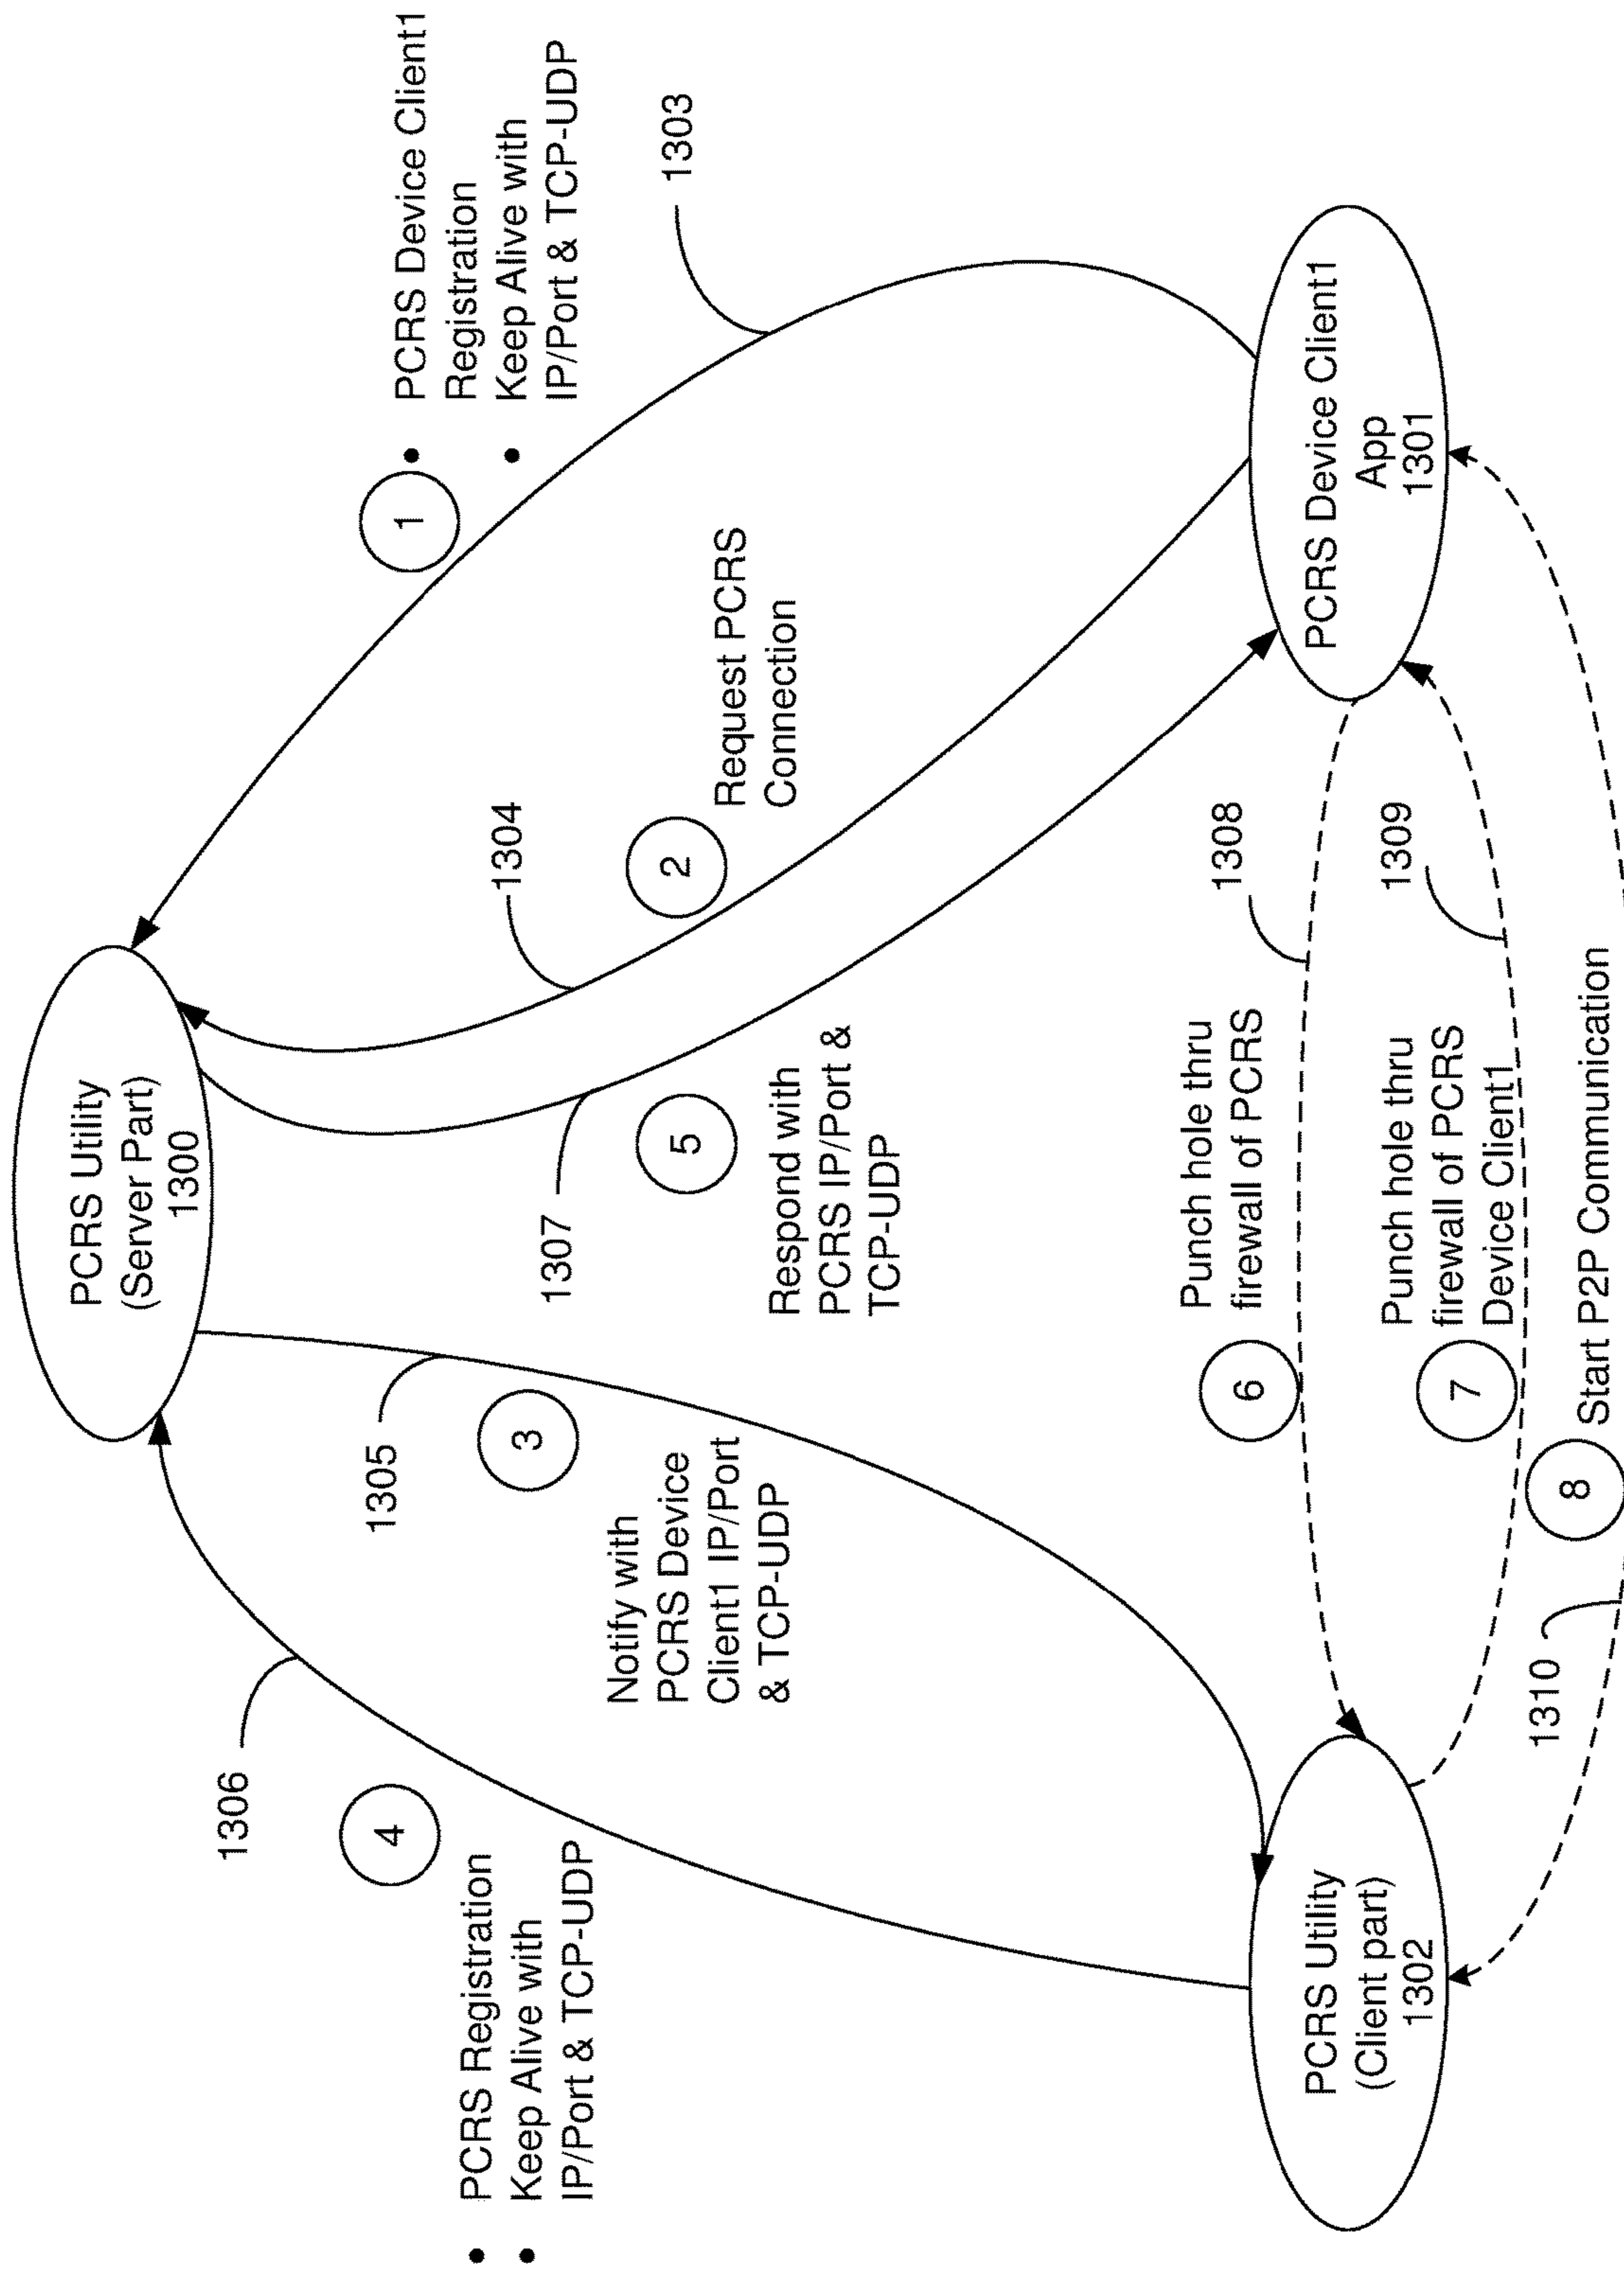 PCRS Utility
(Server Part)
1300
1
• PCRS Device Client1
Registration
• Keep Alive with
IP/Port & TCP-UDP
1303
1304
2
Request PCRS
Connection
1307
5
Respond with
PCRS IP/Port &
TCP-UDP
1305
3
Notify with
PCRS Device
Client1 IP/Port
& TCP-UDP
1306
4
• PCRS Registration
• Keep Alive with
IP/Port & TCP-UDP
PCRS Utility
(Client part)
1302
PCRS Device Client1
App
1301
6
Punch hole thru
firewall of PCRS
1308
7
Punch hole thru
firewall of PCRS
Device Client1
1309
8
Start P2P Communication
1310